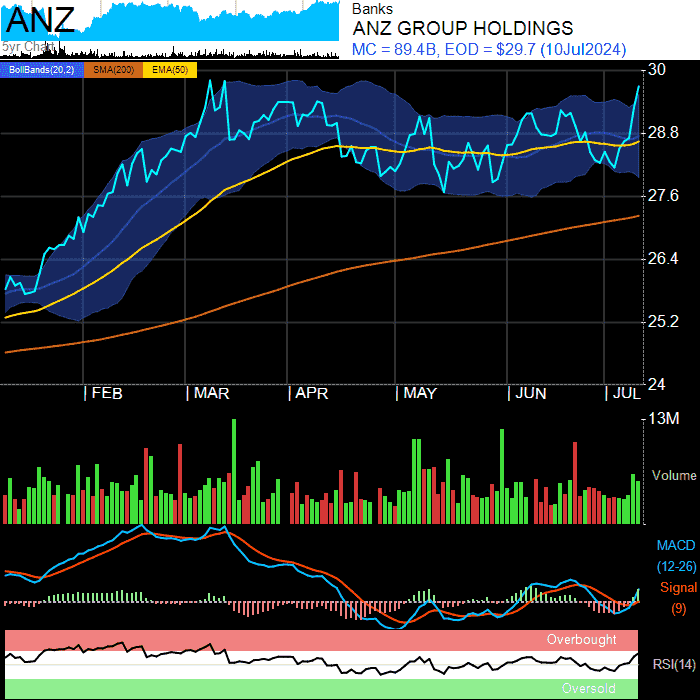 ANZ
5yr Chart
Banks
ANZ GROUP HOLDINGS
MC = 89.4B, EOD = $29.7 (10Jul2024)
BollBands(20,2) SMA(200) EMA(50)
30
28.8
27.6
26.4
25.2
24
FEB MAR APR MAY JUN JUL
13M
Volume
MACD
(12-26)
Signal
(9)
Overbought
RSI(14)
Oversold